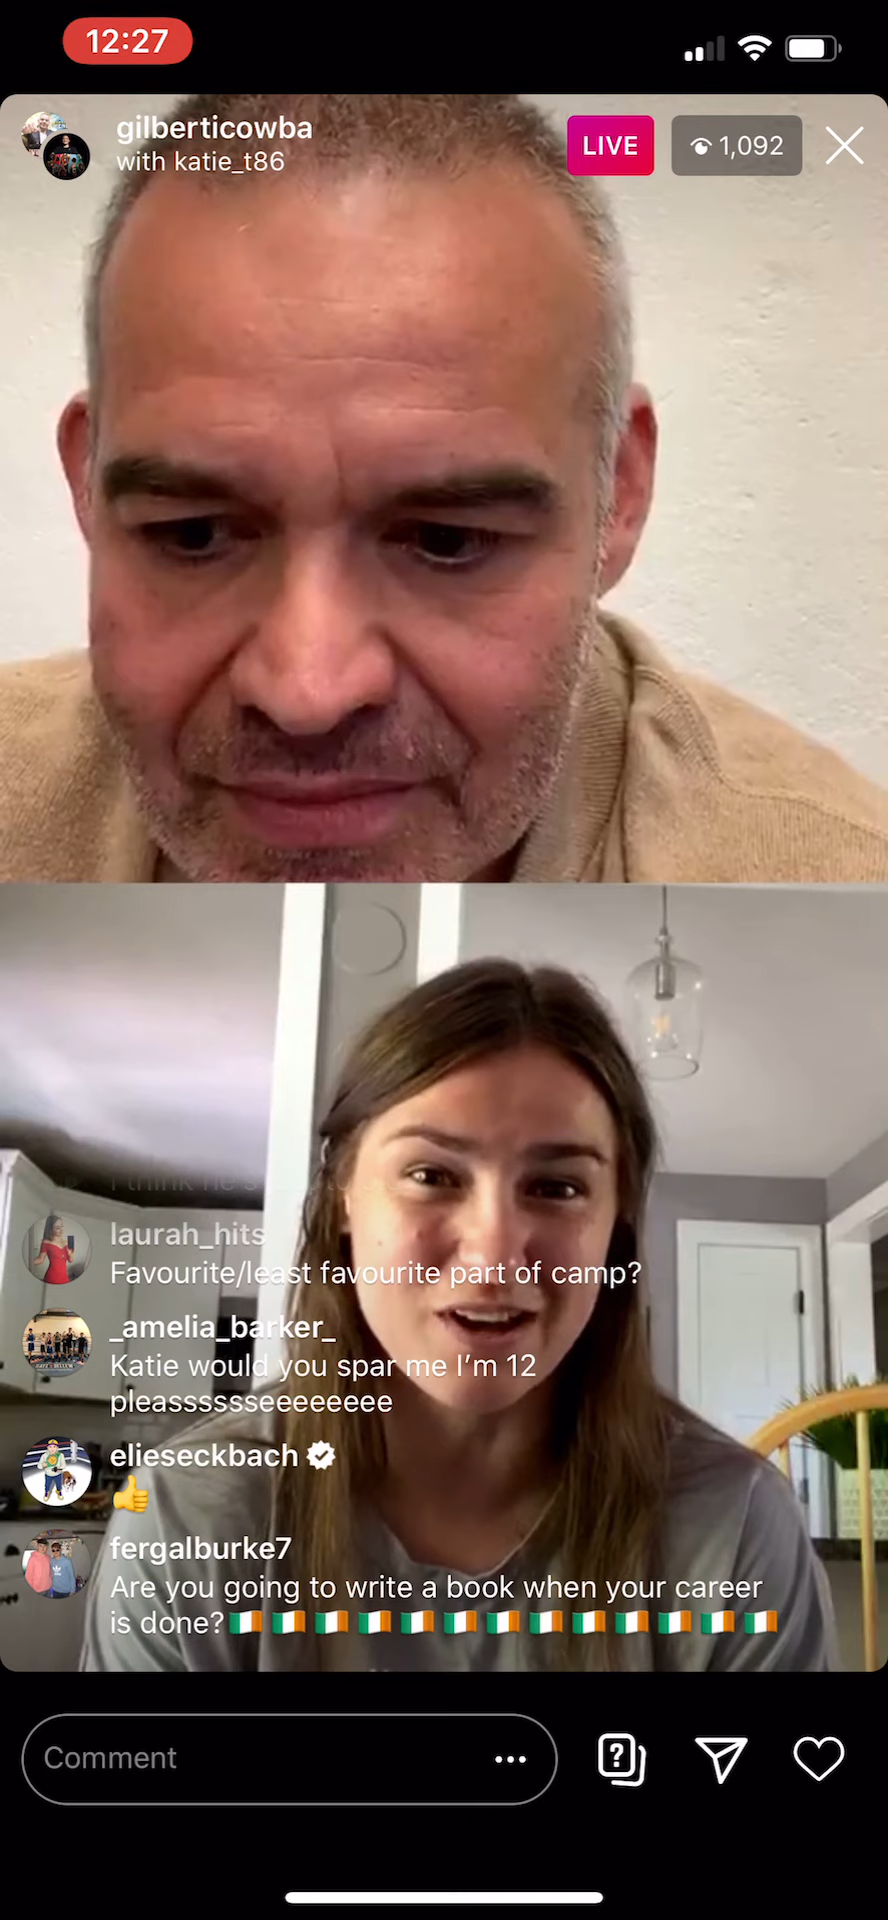 12:27
gilberticowba
with katie_t86
LIVE
1,092
laurah_hits
Favourite/least favourite part of camp?
_amelia_barker_
Katie would you spar me I'm 12
pleasssssseeeeeeee
elieseckbach
👍
fergalburke7
Are you going to write a book when your career
is done?🇮🇪🇮🇪🇮🇪🇮🇪🇮🇪🇮🇪🇮🇪🇮🇪🇮🇪🇮🇪🇮🇪🇮🇪🇮🇪
Comment